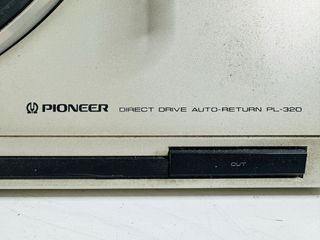 PIONEER DIRECT DRIVE AUTO-RETURN PL-320
CUT